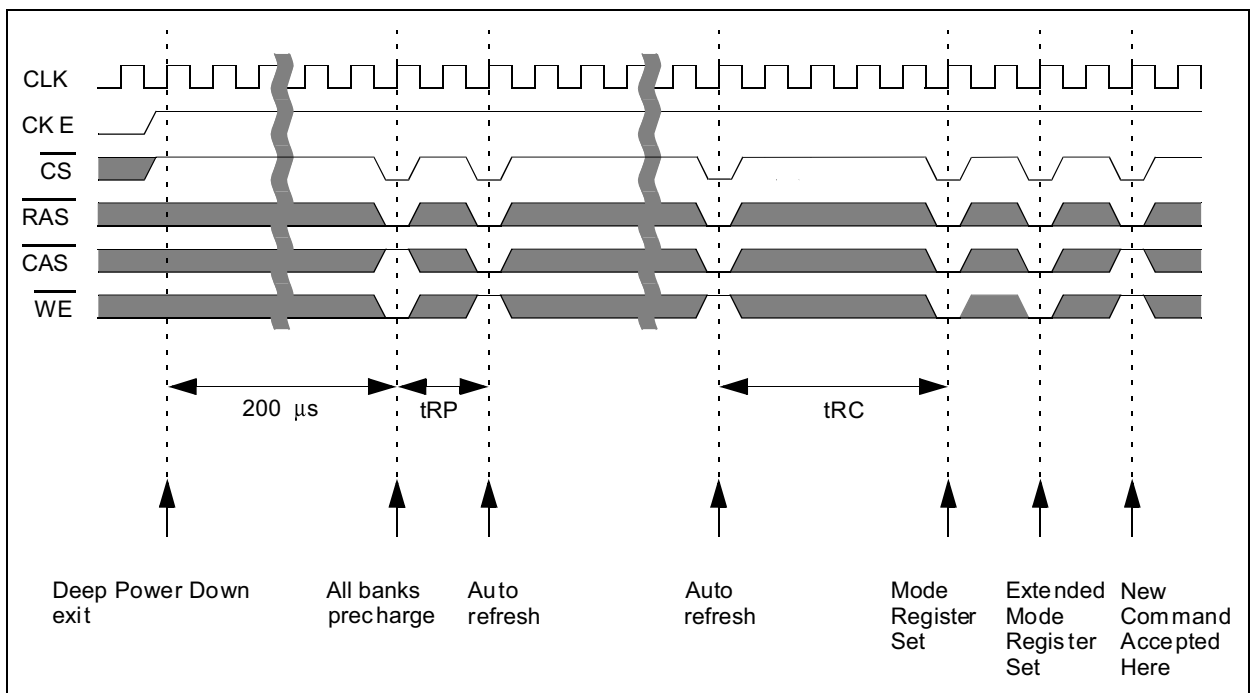 CLK
CKE
CS
RAS
CAS
WE
200 μs
tRP
tRC
Deep Power Down
exit
All banks
precharge
Auto
refresh
Auto
refresh
Mode
Register
Set
Extended
Mode
Register
Set
New
Command
Accepted
Here